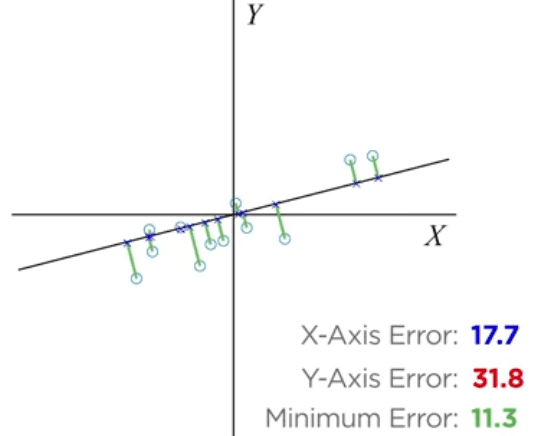 Y
X
X-Axis Error: 17.7
Y-Axis Error: 31.8
Minimum Error: 11.3